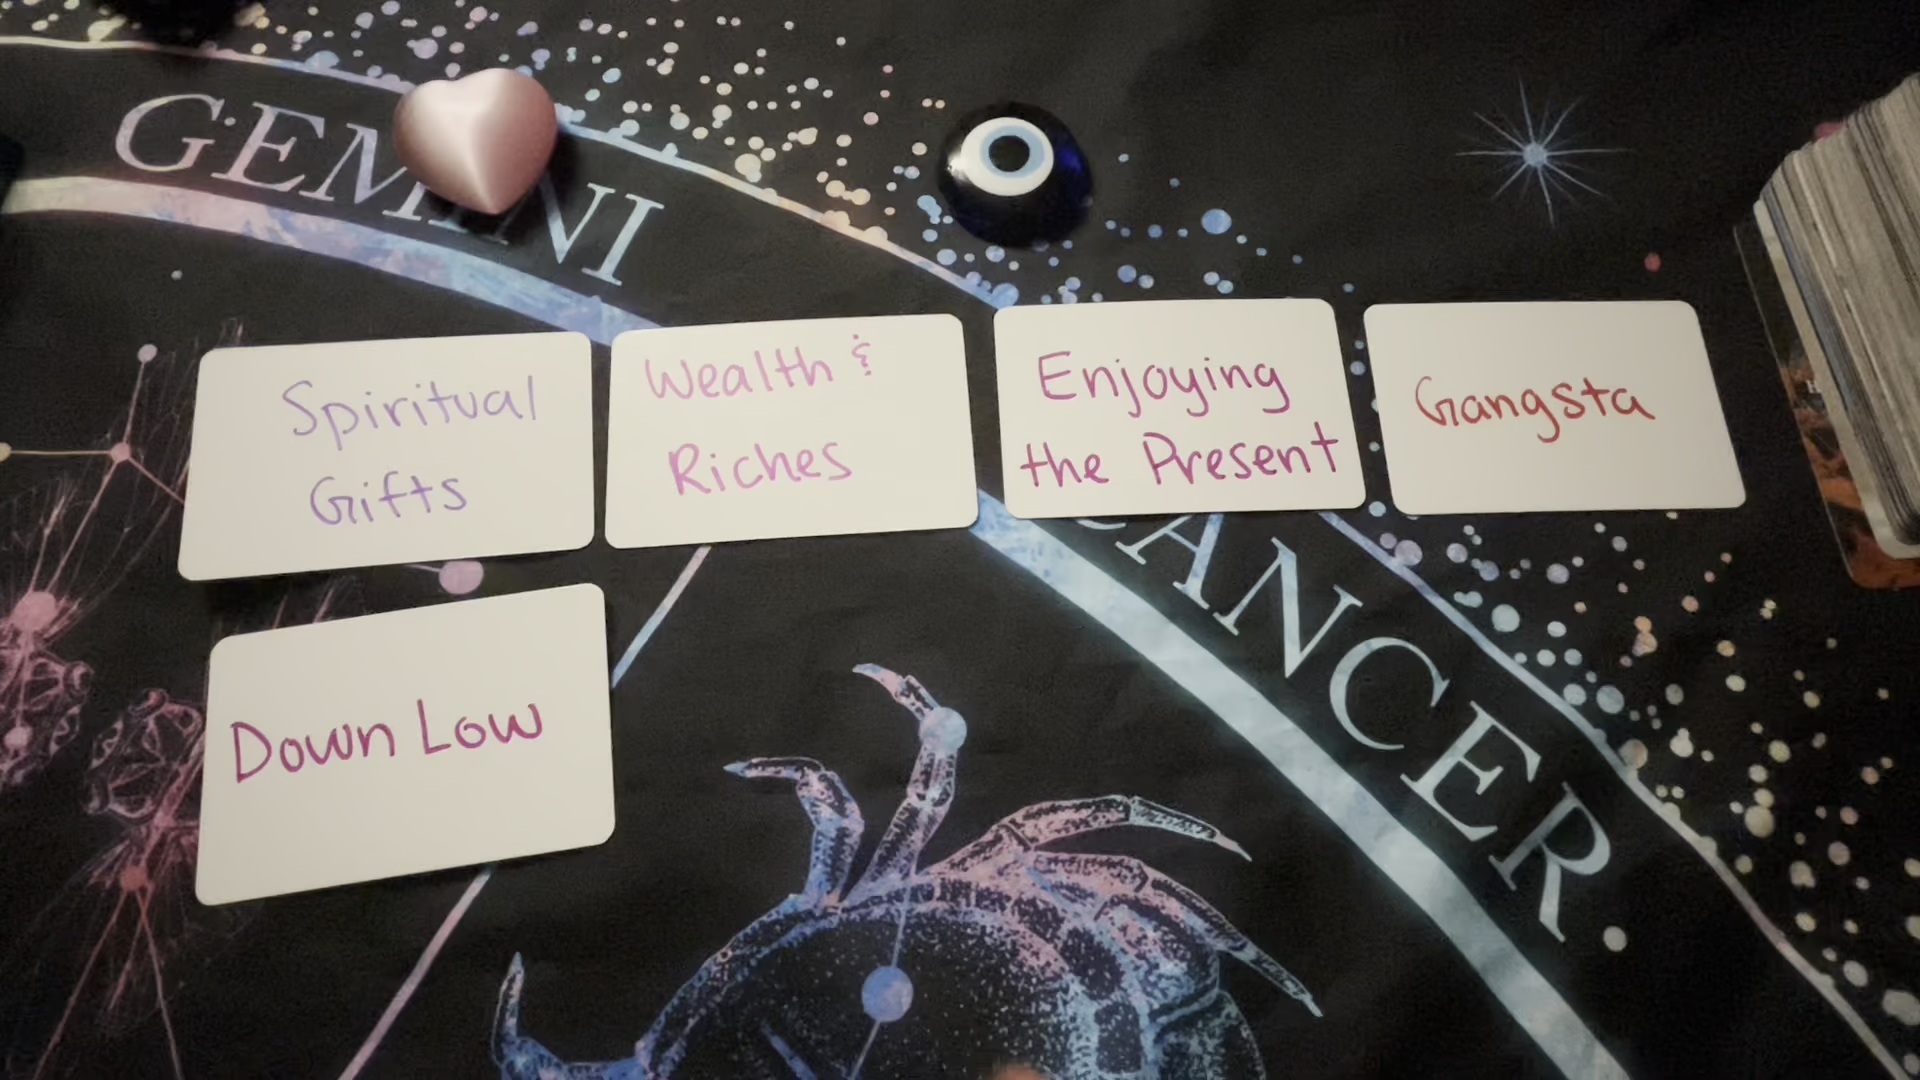 GEMINI
Spiritual
Gifts
Wealth &
Riches
Enjoying
the Present
Gangsta
CANCER
Down Low